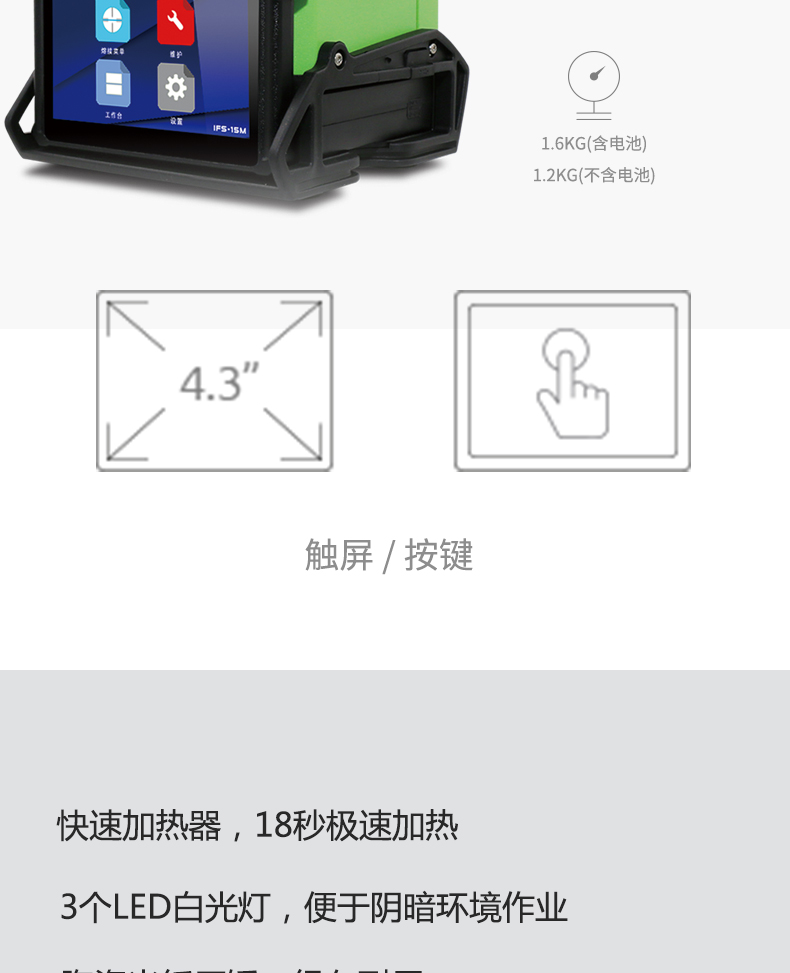 熔接菜单
维护
工作台
设置
IFS-15M
1.6KG(含电池)
1.2KG(不含电池)
4.3”
触屏 / 按键
快速加热器，18秒极速加热
3个LED白光灯，便于阴暗环境作业